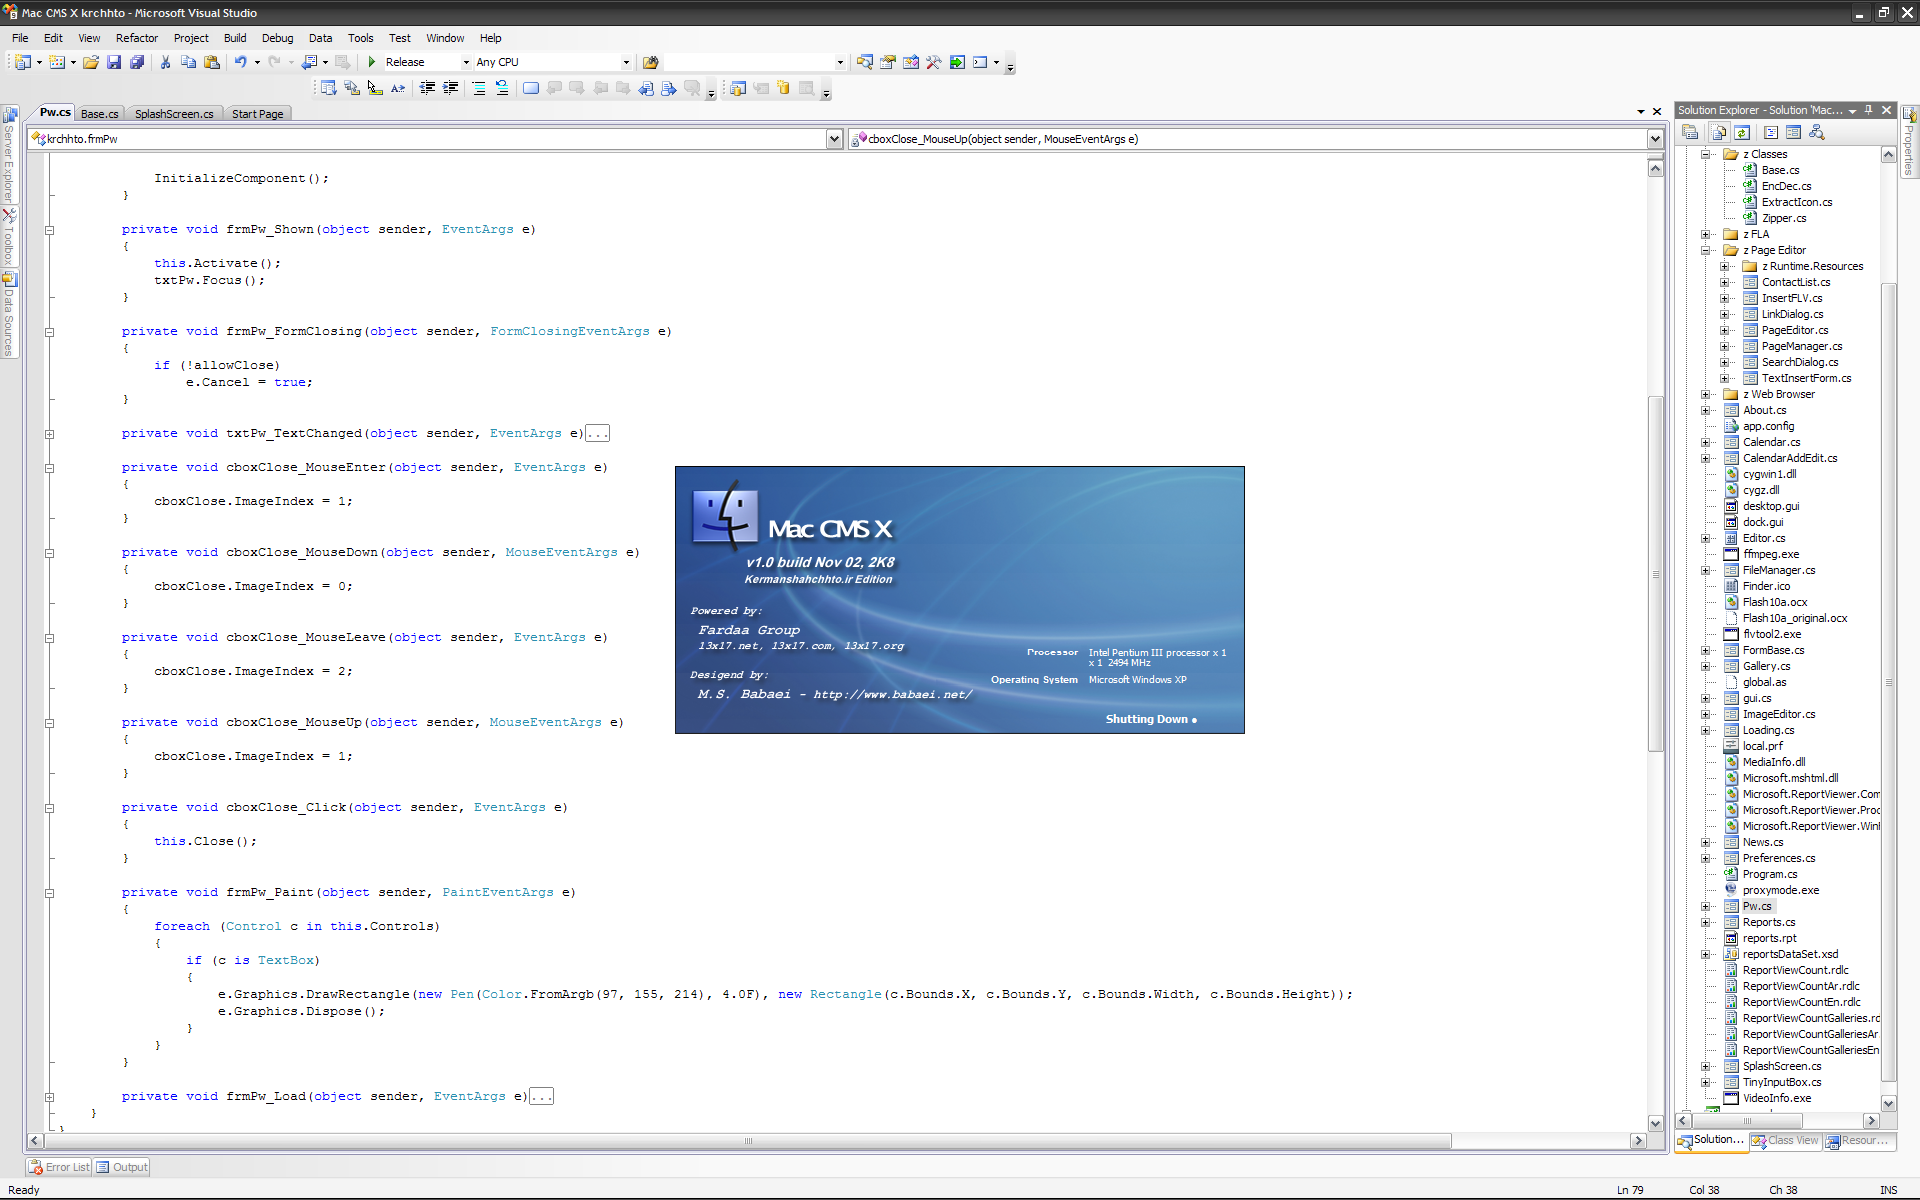 Mac CMS X krchhto - Microsoft Visual Studio
File Edit View Refactor Project Build Debug Data Tools Test Window Help
Release Any CPU
Pw.cs Base.cs SplashScreen.cs Start Page
krchhto.frmPw
cboxClose_MouseUp(object sender, MouseEventArgs e)
Server Explorer
Toolbox
Data Sources
InitializeComponent();
}
private void frmPw_Shown(object sender, EventArgs e)
{
this.Activate();
txtPw.Focus();
}
private void frmPw_FormClosing(object sender, FormClosingEventArgs e)
{
if (!allowClose)
e.Cancel = true;
}
private void txtPw_TextChanged(object sender, EventArgs e)...
private void cboxClose_MouseEnter(object sender, EventArgs e)
{
cboxClose.ImageIndex = 1;
}
private void cboxClose_MouseDown(object sender, MouseEventArgs e)
{
cboxClose.ImageIndex = 0;
}
private void cboxClose_MouseLeave(object sender, EventArgs e)
{
cboxClose.ImageIndex = 2;
}
private void cboxClose_MouseUp(object sender, MouseEventArgs e)
{
cboxClose.ImageIndex = 1;
}
private void cboxClose_Click(object sender, EventArgs e)
{
this.Close();
}
private void frmPw_Paint(object sender, PaintEventArgs e)
{
foreach (Control c in this.Controls)
{
if (c is TextBox)
{
e.Graphics.DrawRectangle(new Pen(Color.FromArgb(97, 155, 214), 4.0F), new Rectangle(c.Bounds.X, c.Bounds.Y, c.Bounds.Width, c.Bounds.Height));
e.Graphics.Dispose();
}
}
}
private void frmPw_Load(object sender, EventArgs e)...
}
}
Mac CMS X
v1.0 build Nov 02, 2K8
Kermanshahchhto.ir Edition
Powered by:
Fardaa Group
13x17.net, 13x17.com, 13x17.org
Desigend by:
M.S. Babaei - http://www.babaei.net/
Processor Intel Pentium III processor x 1
x 1 2494 MHz
Operating System Microsoft Windows XP
Shutting Down
Solution Explorer - Solution 'Mac...
z Classes
Base.cs
EncDec.cs
ExtractIcon.cs
Zipper.cs
z FLA
z Page Editor
z Runtime.Resources
ContactList.cs
InsertFLV.cs
LinkDialog.cs
PageEditor.cs
PageManager.cs
SearchDialog.cs
TextInsertForm.cs
z Web Browser
About.cs
app.config
Calendar.cs
CalendarAddEdit.cs
cygwin1.dll
cygz.dll
desktop.gui
dock.gui
Editor.cs
ffmpeg.exe
FileManager.cs
Finder.ico
Flash10a.ocx
Flash10a_original.ocx
flvtool2.exe
FormBase.cs
Gallery.cs
global.as
gui.cs
ImageEditor.cs
Loading.cs
local.prf
MediaInfo.dll
Microsoft.mshtml.dll
Microsoft.ReportViewer.Com
Microsoft.ReportViewer.Proc
Microsoft.ReportViewer.Winl
News.cs
Preferences.cs
Program.cs
proxymode.exe
Pw.cs
Reports.cs
reports.rpt
reportsDataSet.xsd
ReportViewCount.rdlc
ReportViewCountAr.rdlc
ReportViewCountEn.rdlc
ReportViewCountGalleries.rd
ReportViewCountGalleriesAr
ReportViewCountGalleriesEn
SplashScreen.cs
TinyInputBox.cs
VideoInfo.exe
Solution... Class View Resour...
Properties
Error List Output
Ready Ln 79 Col 38 Ch 38 INS